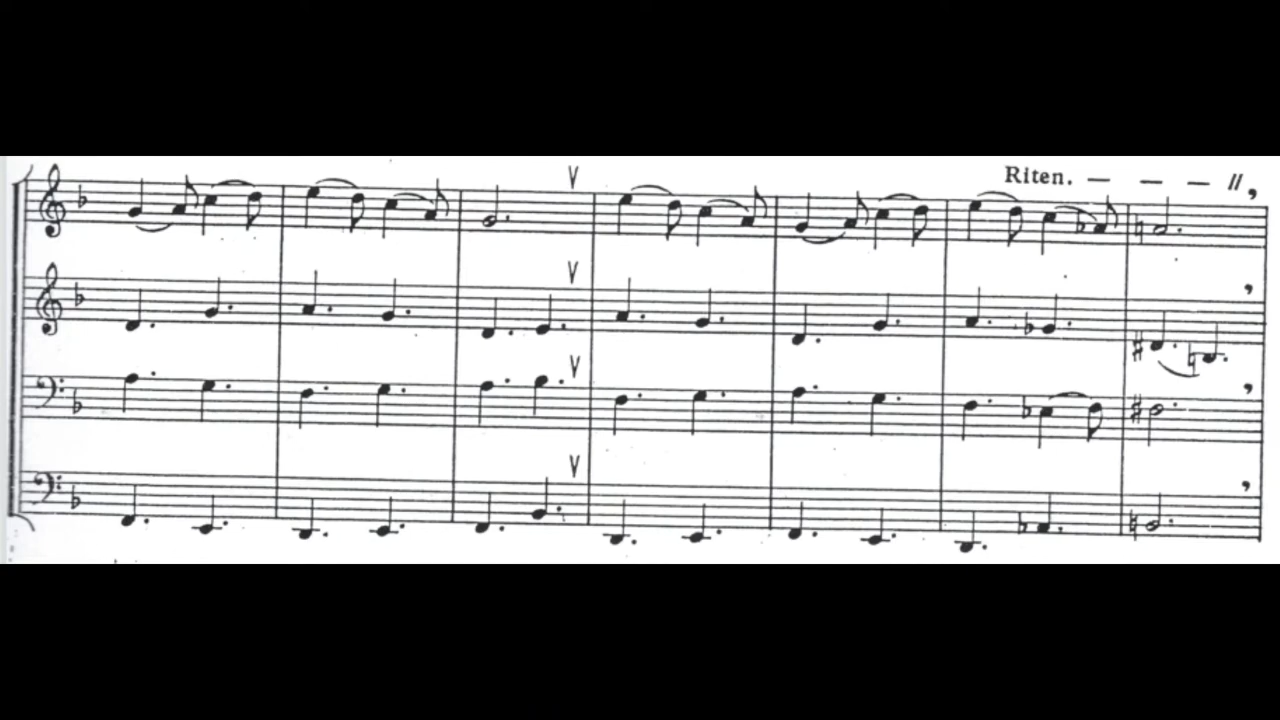 Riten. — — — //,